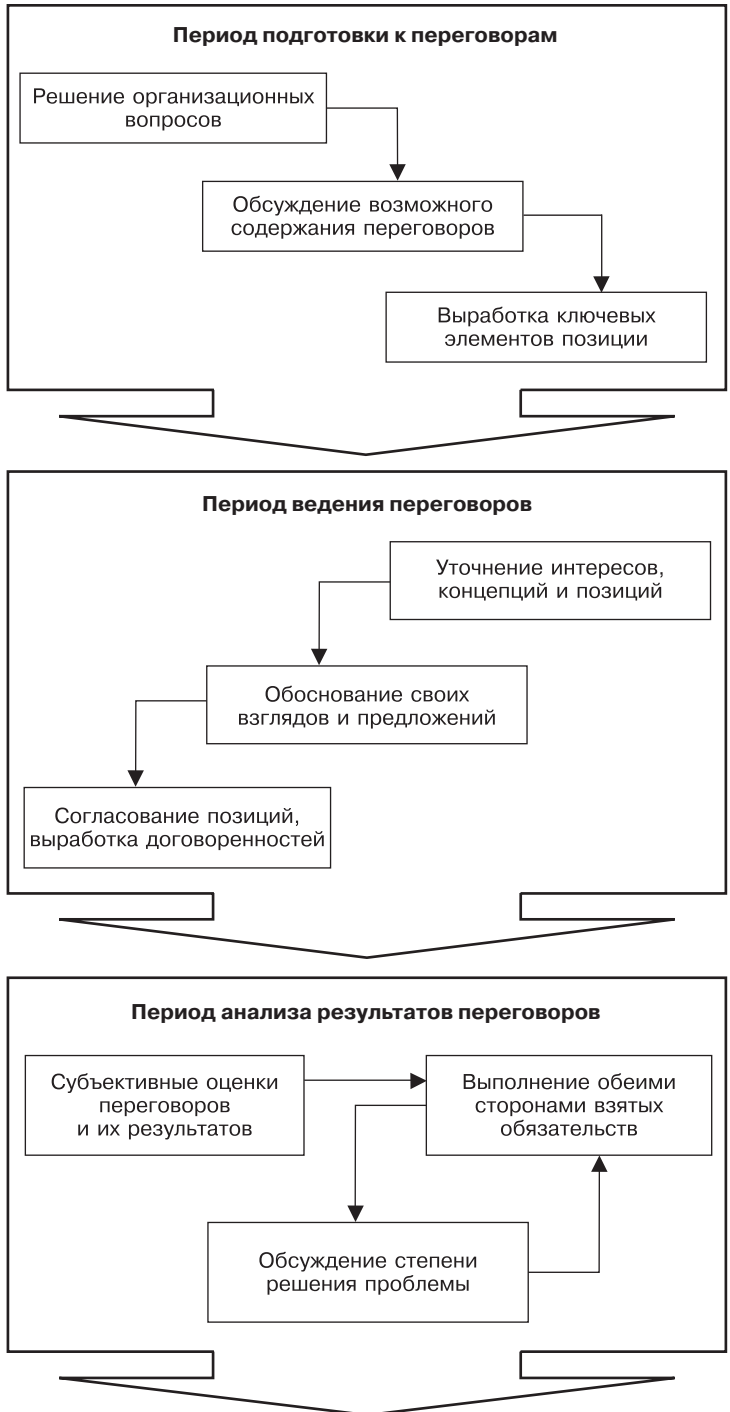 Период подготовки к переговорам
Решение организационных
вопросов
Обсуждение возможного
содержания переговоров
Выработка ключевых
элементов позиции
Период ведения переговоров
Уточнение интересов,
концепций и позиций
Обоснование своих
взглядов и предложений
Согласование позиций,
выработка договоренностей
Период анализа результатов переговоров
Субъективные оценки
переговоров
и их результатов
Выполнение обеими
сторонами взятых
обязательств
Обсуждение степени
решения проблемы